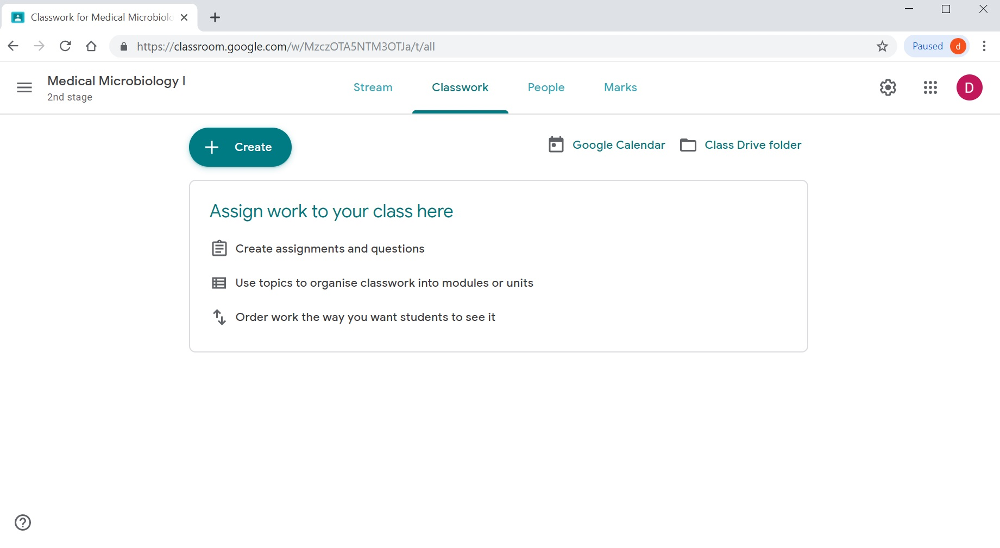 Classwork for Medical Microbiolo
https://classroom.google.com/w/MzczOTA5NTM3OTJa/t/all
Paused d
Medical Microbiology I
2nd stage
Stream Classwork People Marks
D
Create
Google Calendar Class Drive folder
Assign work to your class here
Create assignments and questions
Use topics to organise classwork into modules or units
Order work the way you want students to see it